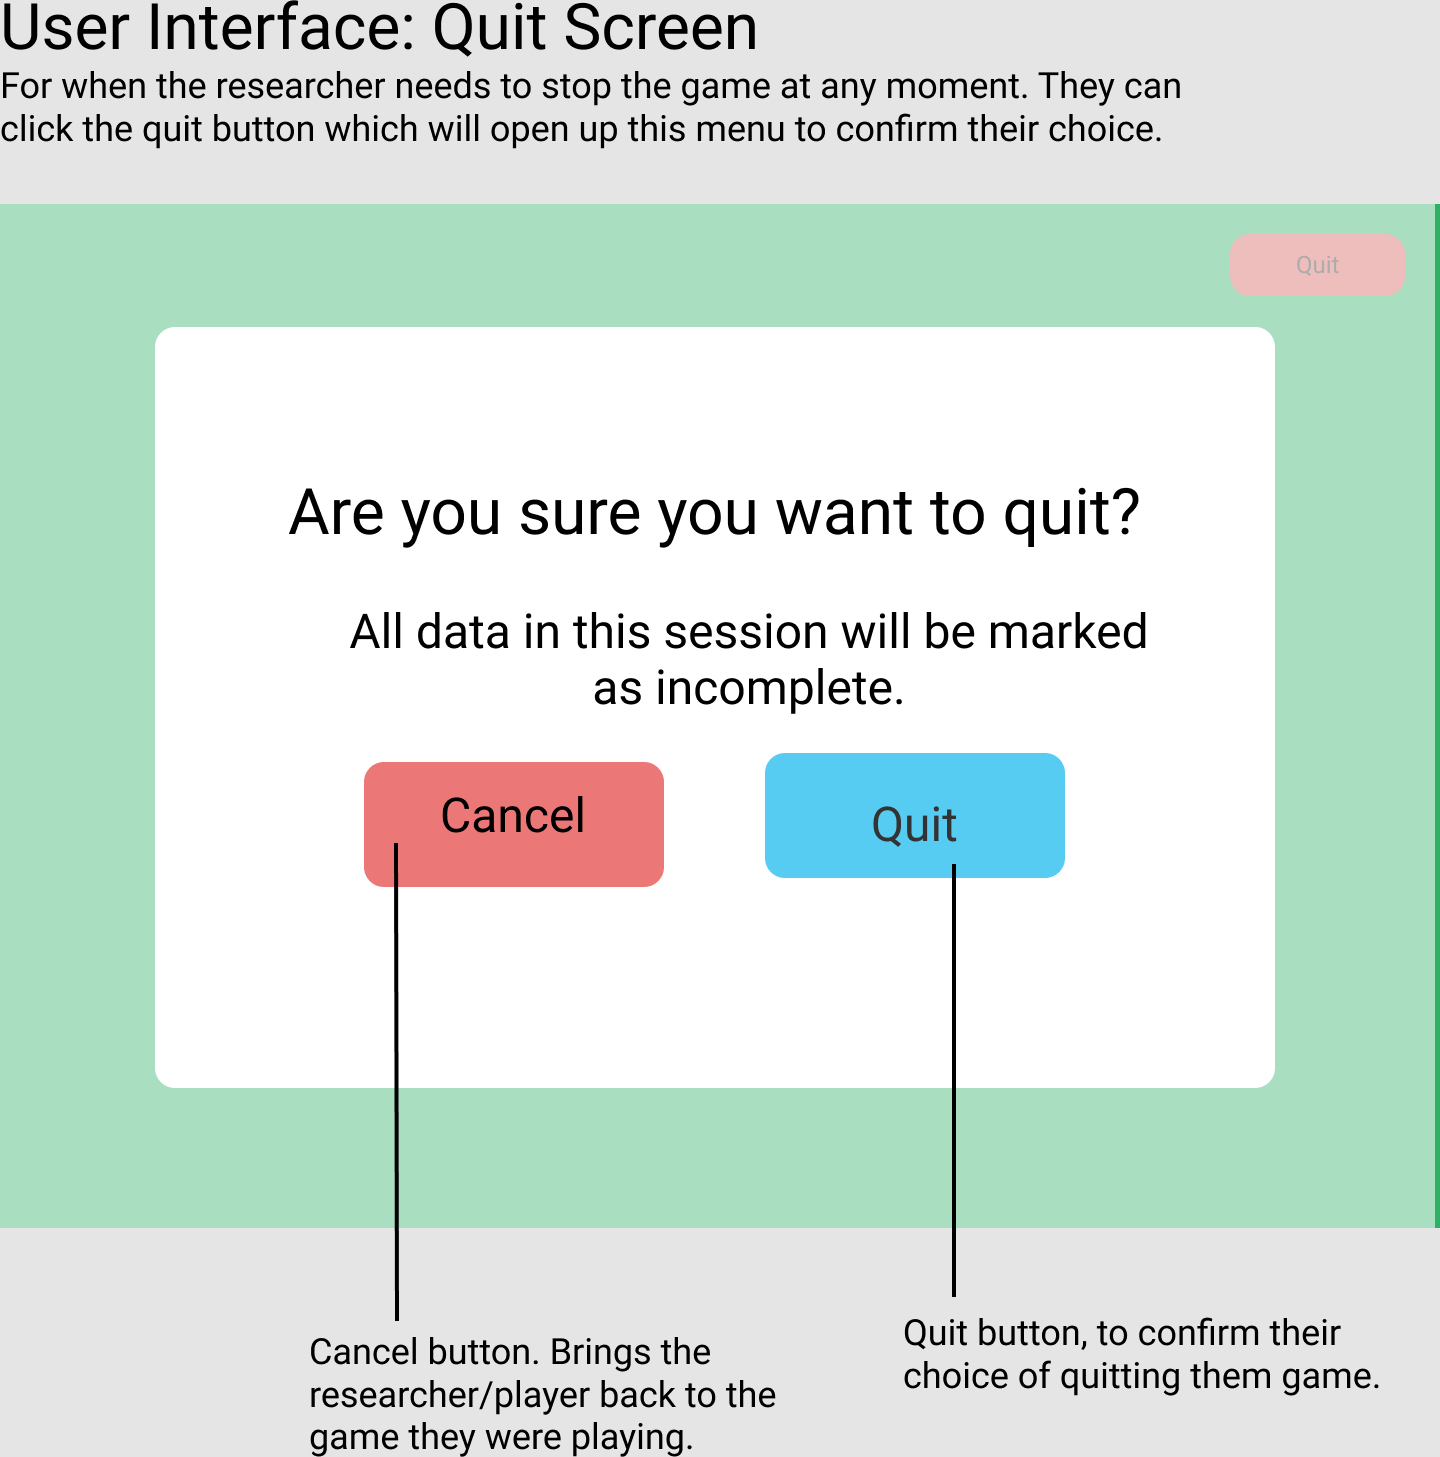 User Interface: Quit Screen
For when the researcher needs to stop the game at any moment. They can
click the quit button which will open up this menu to confirm their choice.
Quit
Are you sure you want to quit?
All data in this session will be marked
as incomplete.
Cancel
Quit
Cancel button. Brings the
researcher/player back to the
game they were playing.
Quit button, to confirm their
choice of quitting them game.